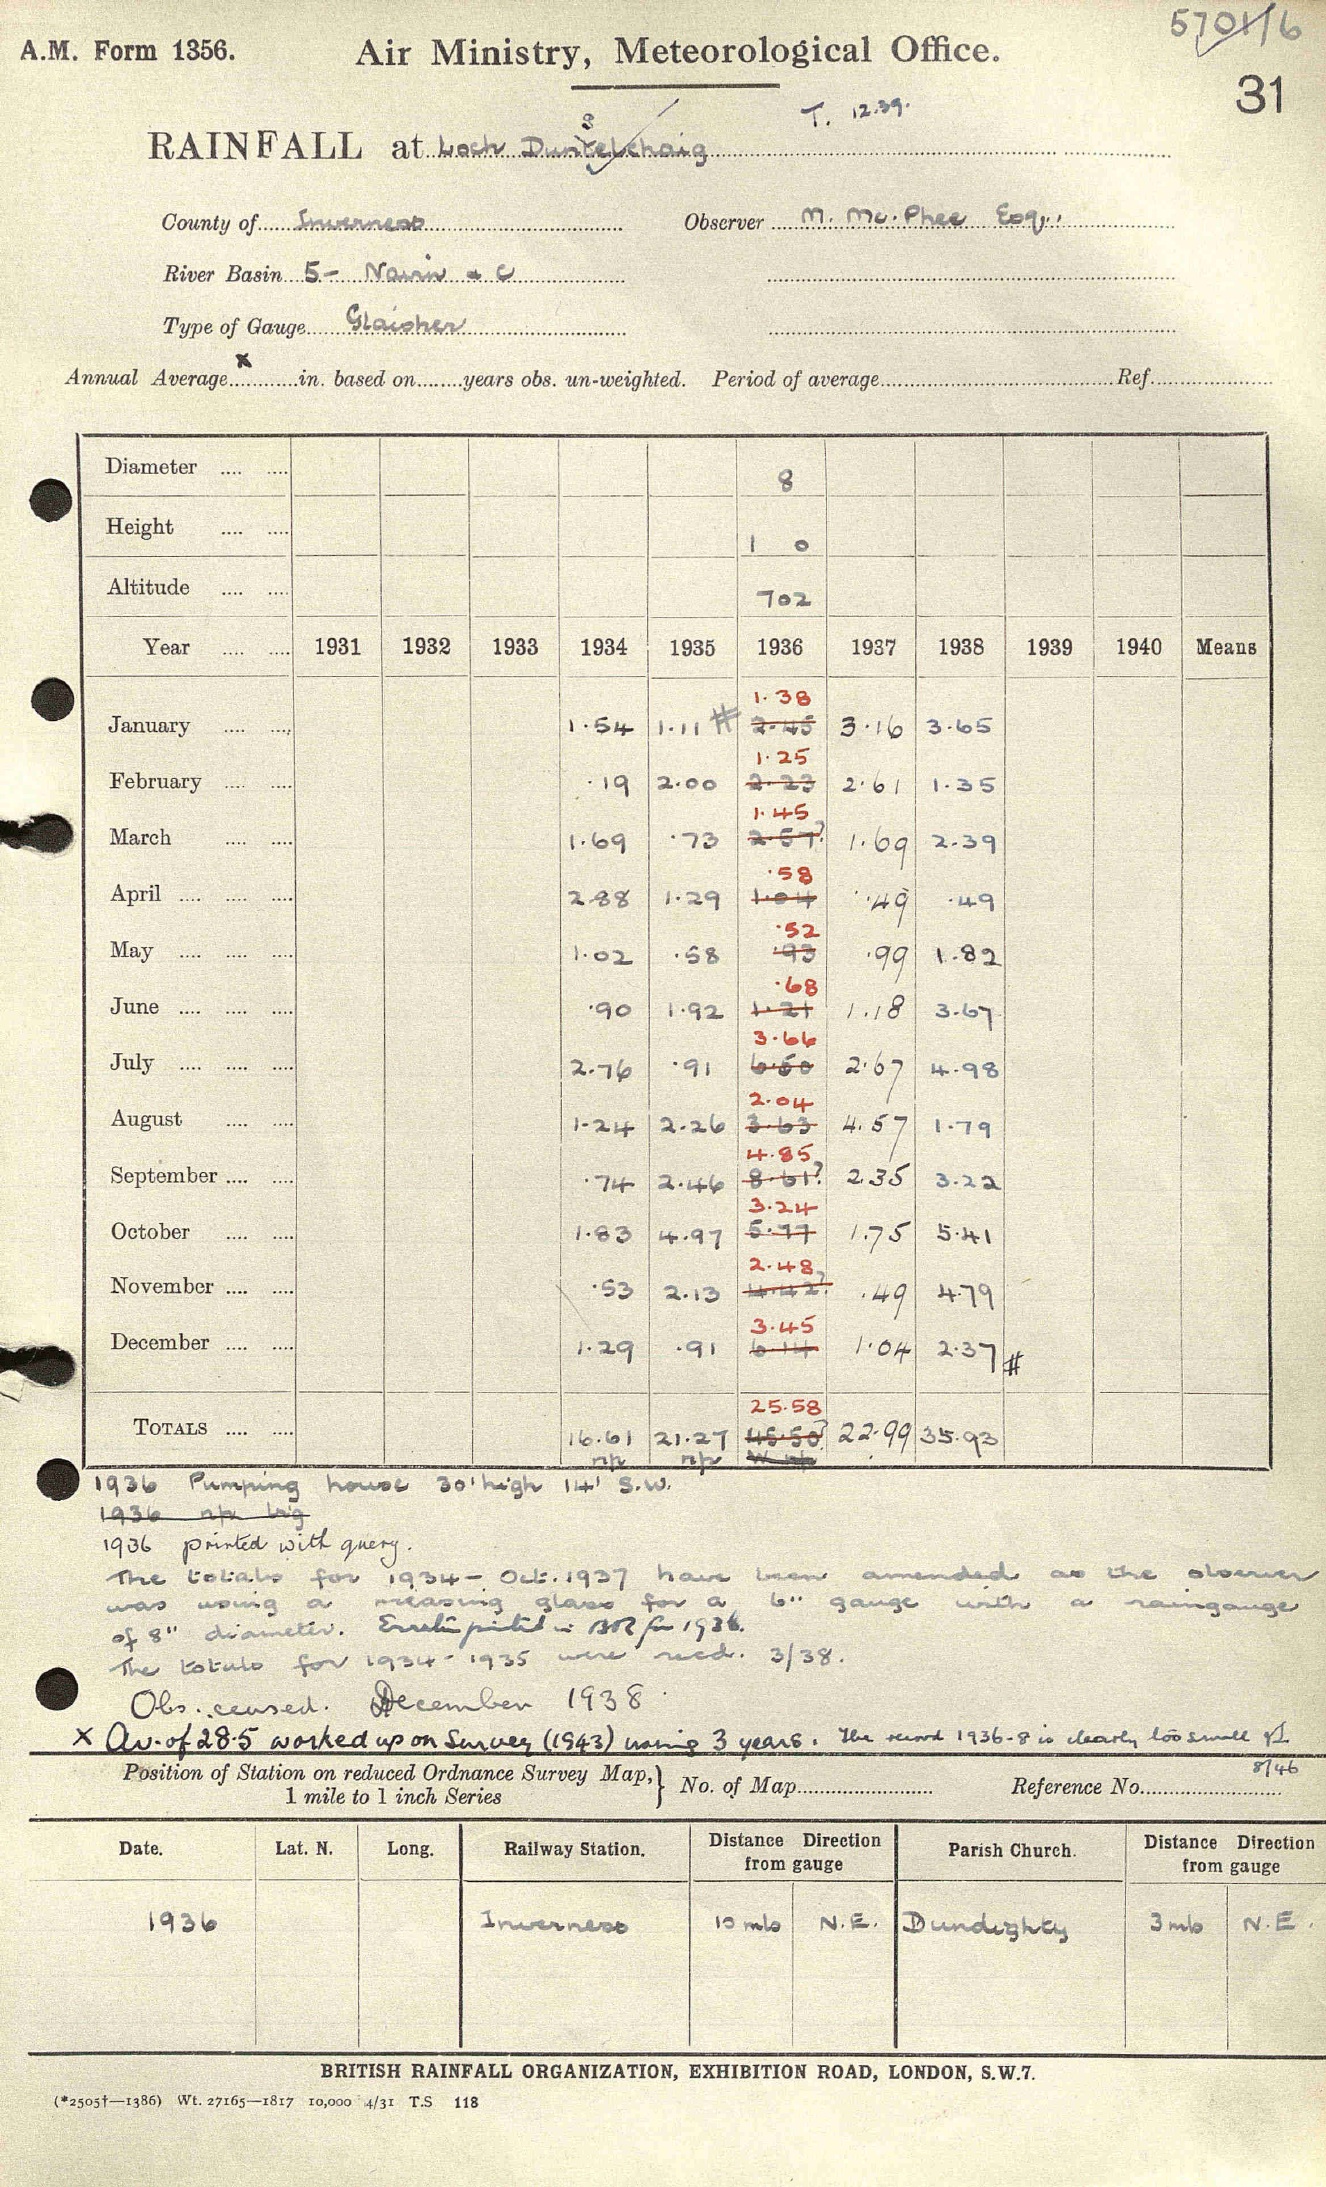 5701/6
A.M. Form 1356. Air Ministry, Meteorological Office.
31
T. 12.39.
s
RAINFALL at Loch Duntelchaig
County of Inverness Observer M. Mc.Phee Esq.,
River Basin 5- Nairn & C
Type of Gauge Glaisher
x
Annual Average in. based on years obs. un-weighted. Period of average Ref.
Diameter 8
Height 1 0
Altitude 702
Year 1931 1932 1933 1934 1935 1936 1937 1938 1939 1940 Means
1.38
January 1.54 1.11 # 2.45 3.16 3.65
1.25
February .19 2.00 2.23 2.61 1.35
1.45
March 1.69 .73 2.57? 1.69 2.39
.58
April 2.88 1.29 1.04 .49 .49
.52
May 1.02 .58 .93 .99 1.82
.68
June .90 1.92 1.21 1.18 3.67
3.66
July 2.76 .91 6.50 2.67 4.98
2.04
August 1.24 2.26 3.63 4.57 1.79
4.85
September .74 2.46 8.61? 2.35 3.22
3.24
October 1.83 4.97 5.77 1.75 5.41
2.48
November .53 2.13 4.42? .49 4.79
3.45
December 1.29 .91 6.14 1.04 2.37 #
25.58
TOTALS 16.61 21.27 45.50? 22.99 35.93
np np np
1936 Pumping house 30' high 14' S.W.
1936 np big
1936 printed with query.
The totals for 1934 - Oct. 1937 have been amended as the observer
was using a measing glass for a 6" gauge with a raingauge
of 8" diameter. Erratum printed in BR for 1938.
The totals for 1934 - 1935 were recd. 3/38.
Obs. ceased. December 1938
x Av. of 28.5 worked up on Survey (1943) using 3 years. The record 1936-8 is clearly too small
8/46
Position of Station on reduced Ordnance Survey Map, } No. of Map Reference No.
1 mile to 1 inch Series
Date. Lat. N. Long. Railway Station. Distance Direction from gauge Parish Church. Distance Direction from gauge
1936 Inverness 10 mls N.E. Dundighty 3 mls N.E.
BRITISH RAINFALL ORGANIZATION, EXHIBITION ROAD, LONDON, S.W.7.
(*2505†—1386) Wt. 27165—1817 10,000 4/31 T.S 118